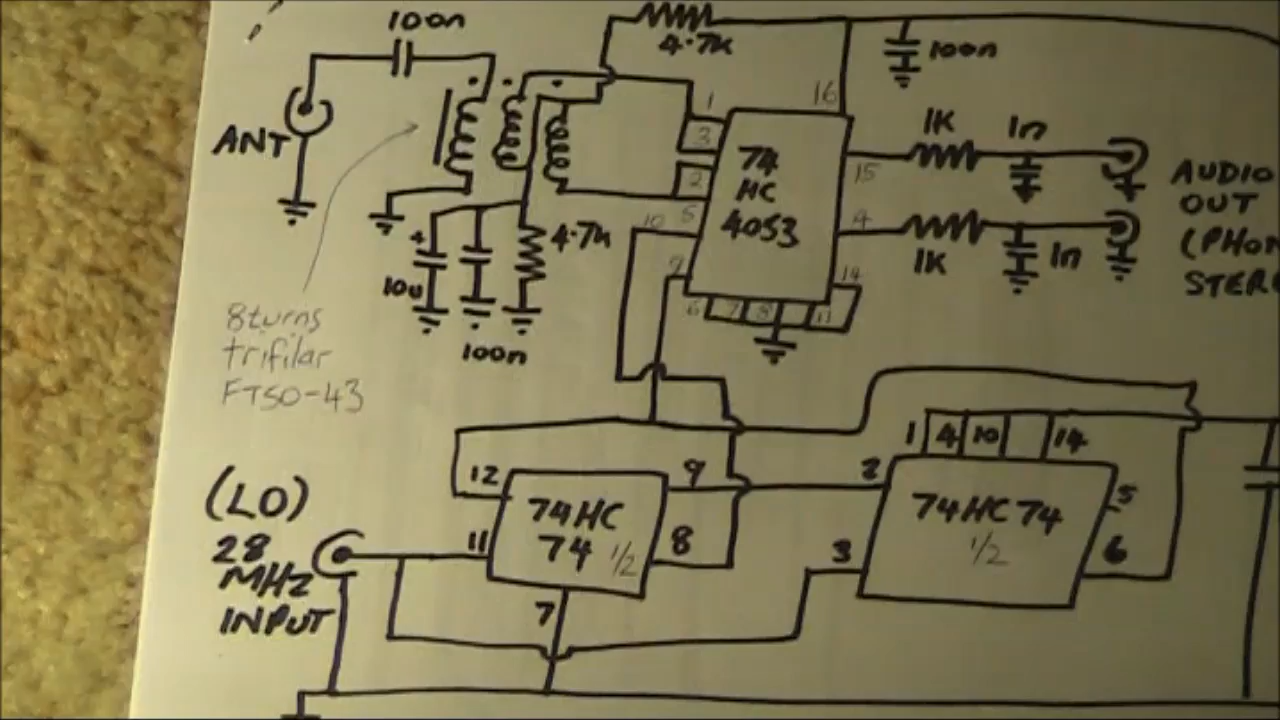 100n
4.7k
100n
ANT
1
16
3
2
5
10
9
74
HC
4053
15
4
14
6
7
8
11
1K
1n
1K
1n
AUDIO
OUT
4.7k
10u
100n
8 turns
trifilar
FT50-43
(LO)
28
MHZ
INPUT
12
11
9
8
7
74HC
74 1/2
1
4
10
14
2
3
5
6
74HC74
1/2